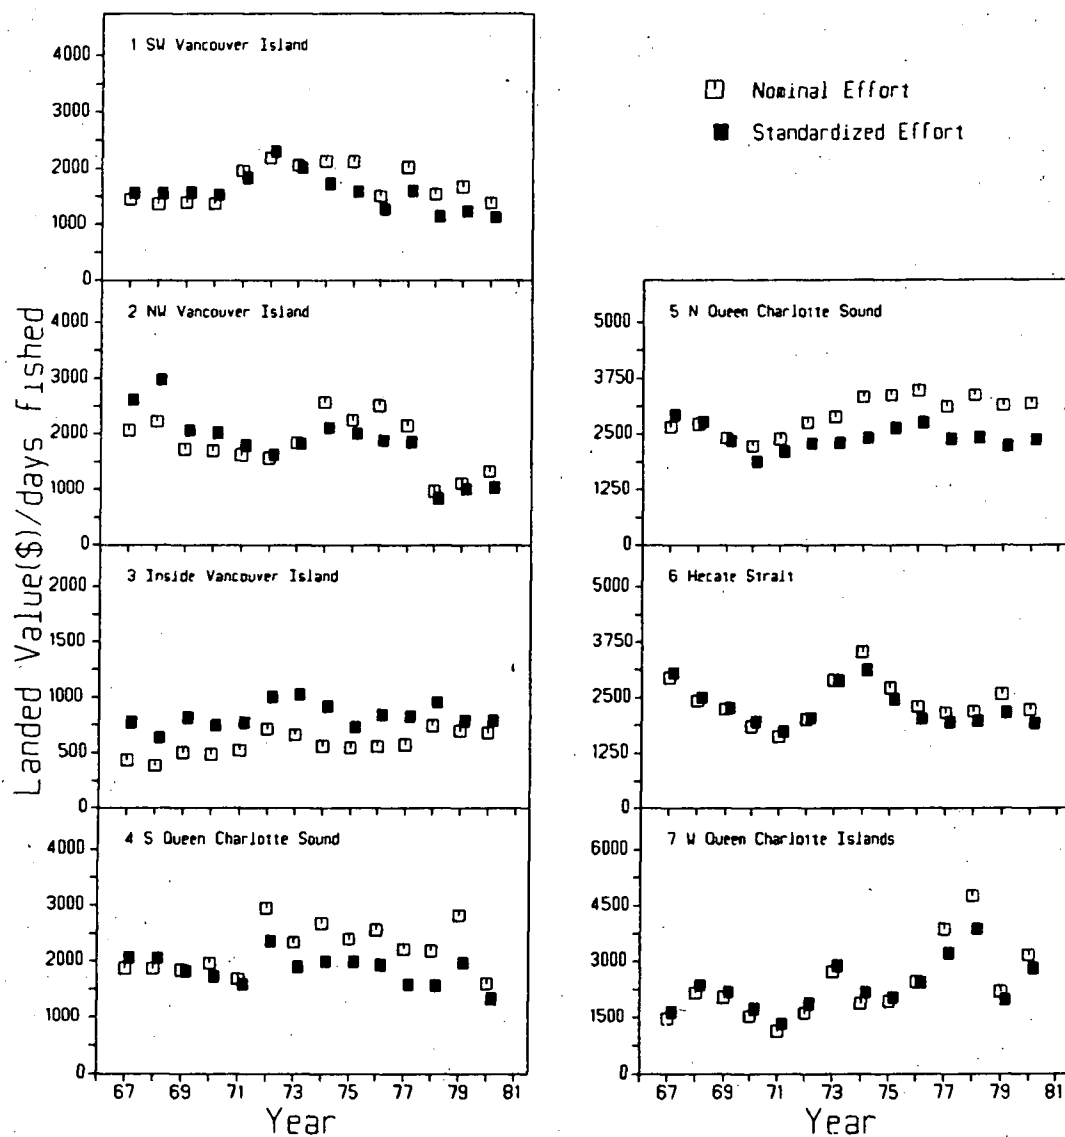 1 SW Vancouver Island
4000
3000
2000
1000
0
Nominal Effort
Standardized Effort
2 NW Vancouver Island
4000
3000
2000
1000
0
3 Inside Vancouver Island
2000
1500
1000
500
0
4 S Queen Charlotte Sound
4000
3000
2000
1000
0
67 69 71 73 75 77 79 81
Year
Landed Value($)/days fished
5 N Queen Charlotte Sound
5000
3750
2500
1250
0
6 Hecate Strait
5000
3750
2500
1250
0
7 W Queen Charlotte Islands
6000
4500
3000
1500
0
67 69 71 73 75 77 79 81
Year